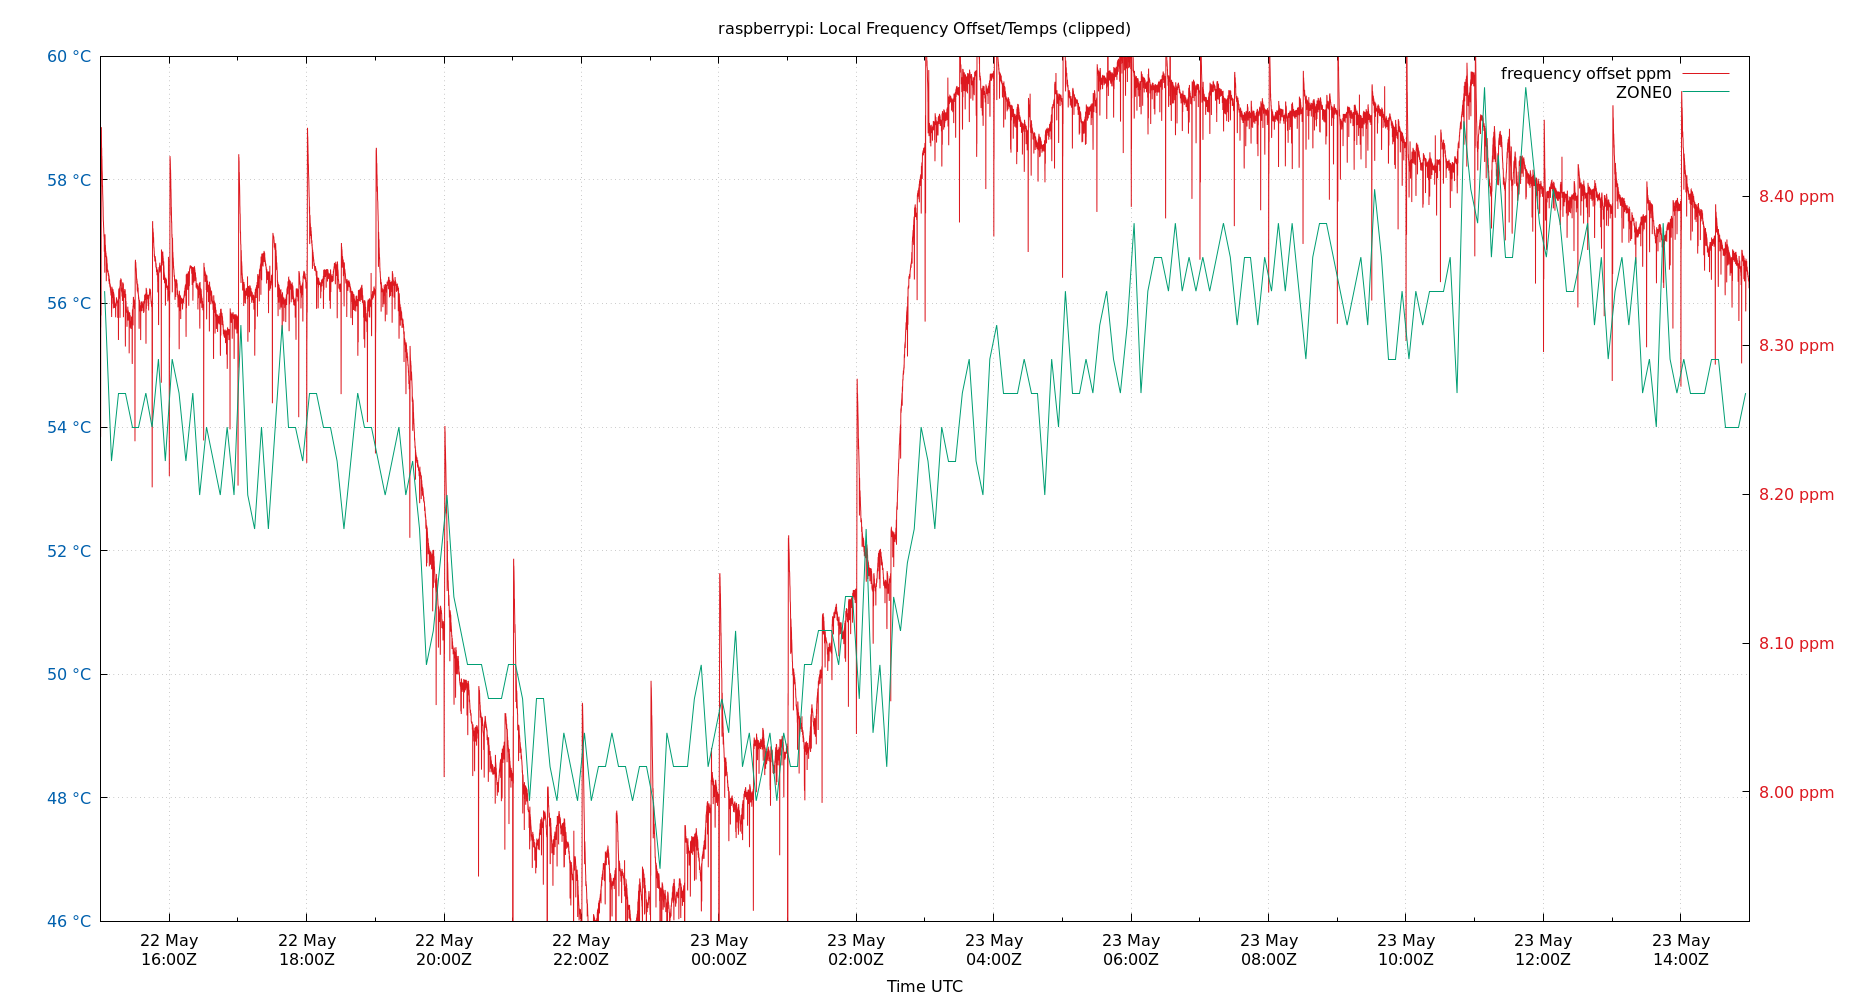 raspberrypi: Local Frequency Offset/Temps (clipped)
60 °C
58 °C
56 °C
54 °C
52 °C
50 °C
48 °C
46 °C
frequency offset ppm
ZONE0
8.40 ppm
8.30 ppm
8.20 ppm
8.10 ppm
8.00 ppm
22 May 22 May 22 May 22 May 23 May 23 May 23 May 23 May 23 May 23 May 23 May 23 May
16:00Z 18:00Z 20:00Z 22:00Z 00:00Z 02:00Z 04:00Z 06:00Z 08:00Z 10:00Z 12:00Z 14:00Z
Time UTC